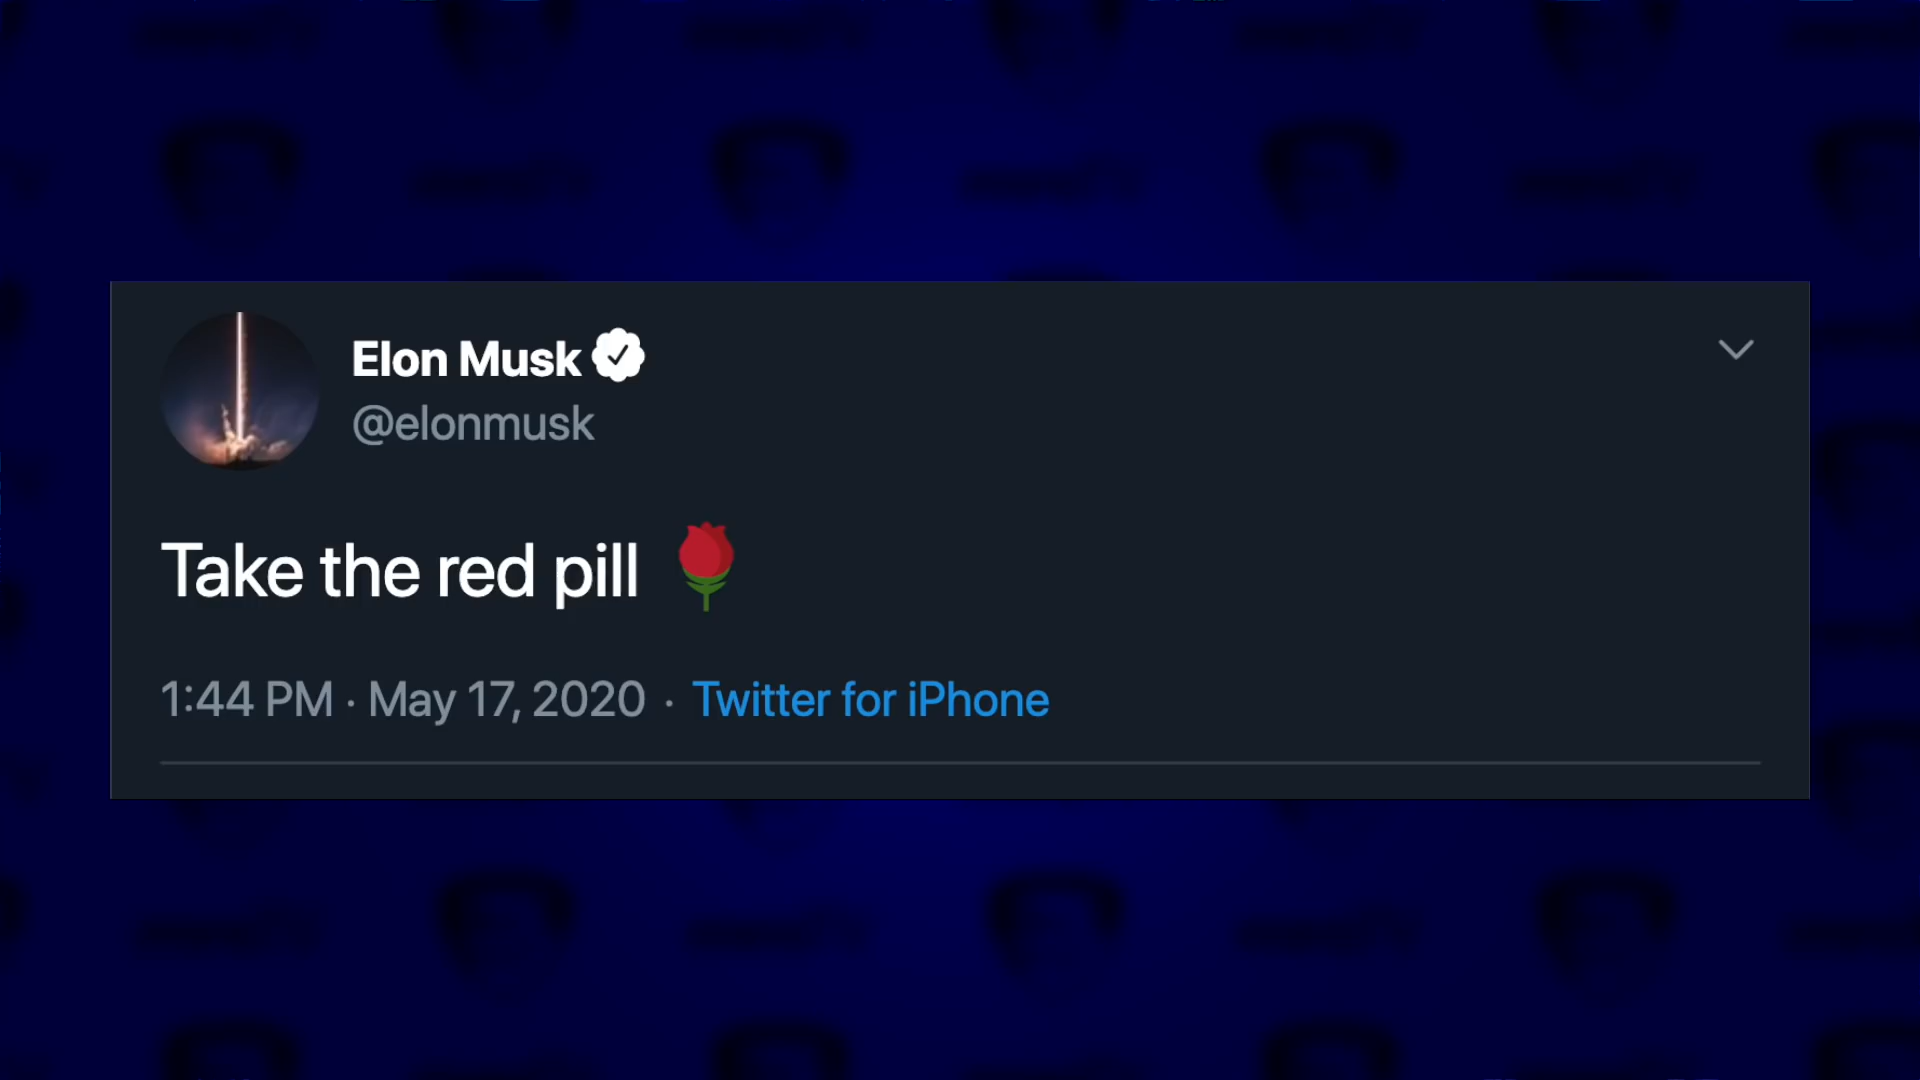 Elon Musk
@elonmusk
Take the red pill 🌹
1:44 PM · May 17, 2020 · Twitter for iPhone